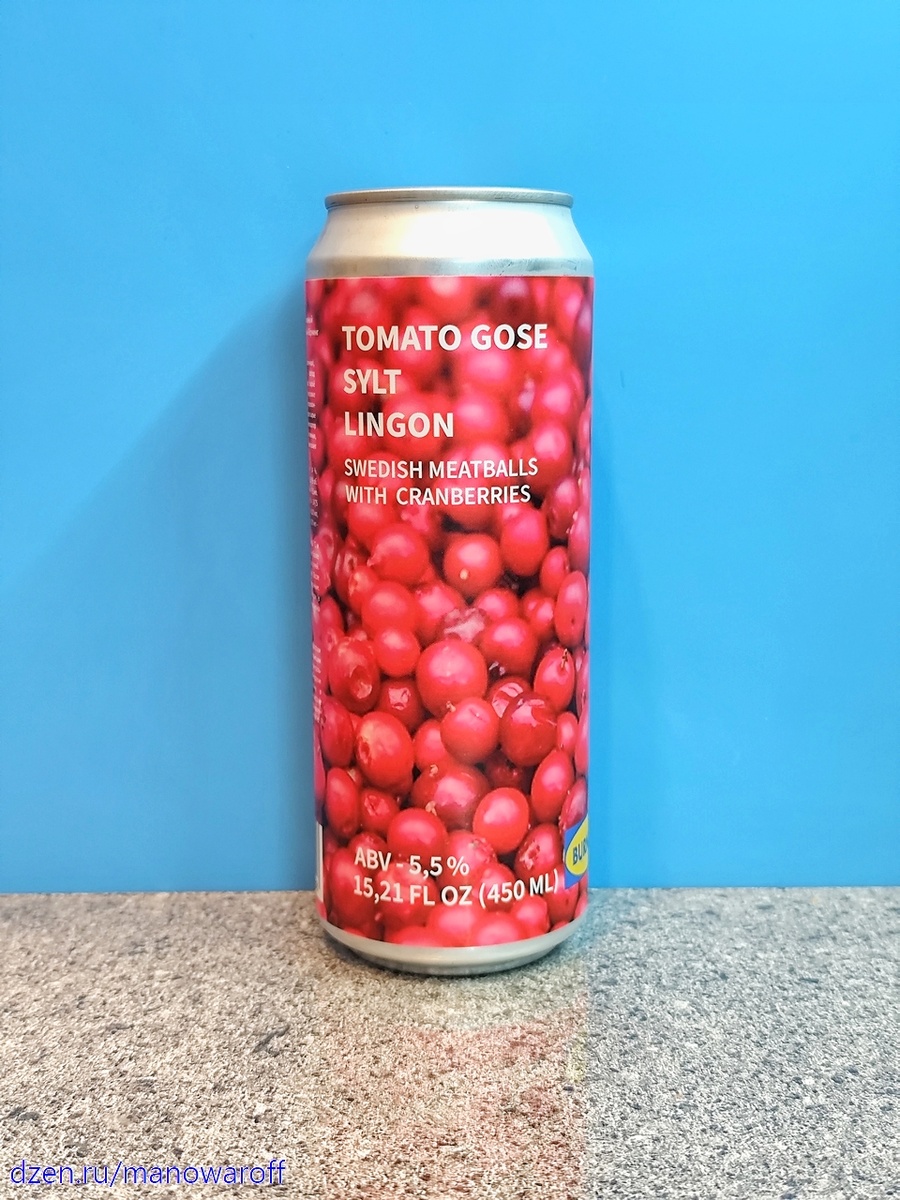 TOMATO GOSE
SYLT
LINGON
SWEDISH MEATBALLS
WITH CRANBERRIES
ABV - 5,5 %
15,21 FL OZ (450 ML)
dzen.ru/manowaroff